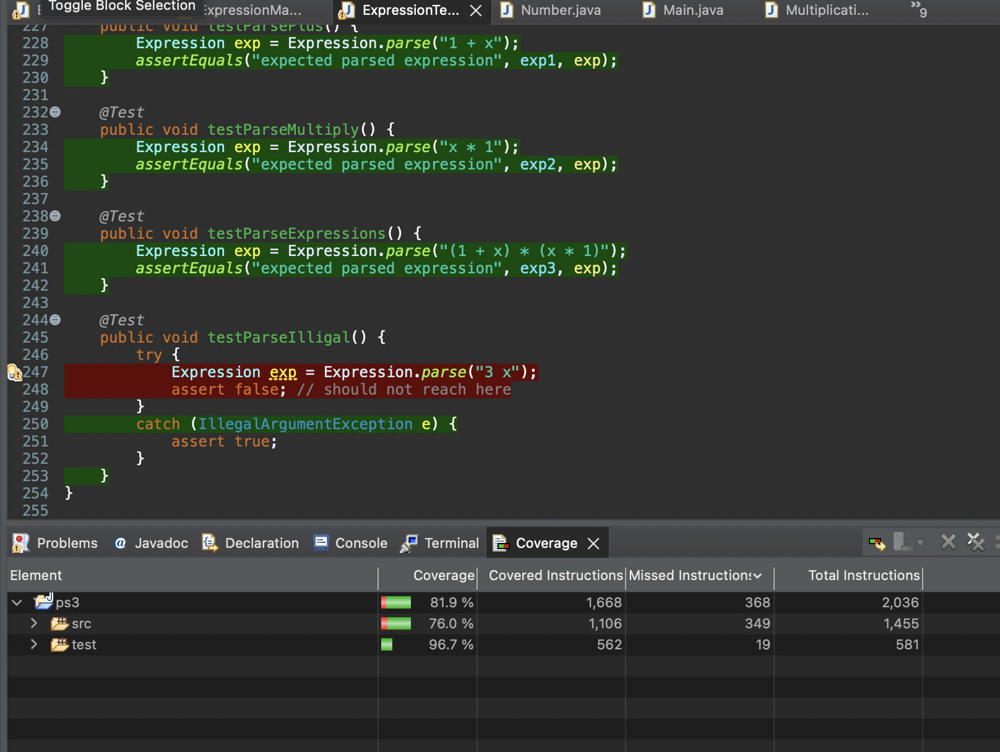 Toggle Block Selection
ExpressionMa...
ExpressionTe...
Number.java
Main.java
Multiplicati...
»9
227 public void testParsePlus() {
228 Expression exp = Expression.parse("1 + x");
229 assertEquals("expected parsed expression", exp1, exp);
230 }
231
232 @Test
233 public void testParseMultiply() {
234 Expression exp = Expression.parse("x * 1");
235 assertEquals("expected parsed expression", exp2, exp);
236 }
237
238 @Test
239 public void testParseExpressions() {
240 Expression exp = Expression.parse("(1 + x) * (x * 1)");
241 assertEquals("expected parsed expression", exp3, exp);
242 }
243
244 @Test
245 public void testParseIlligal() {
246 try {
247 Expression exp = Expression.parse("3 x");
248 assert false; // should not reach here
249 }
250 catch (IllegalArgumentException e) {
251 assert true;
252 }
253 }
254 }
255
Problems @ Javadoc Declaration Console Terminal Coverage
Element Coverage Covered Instructions Missed Instructions Total Instructions
ps3 81.9 % 1,668 368 2,036
src 76.0 % 1,106 349 1,455
test 96.7 % 562 19 581